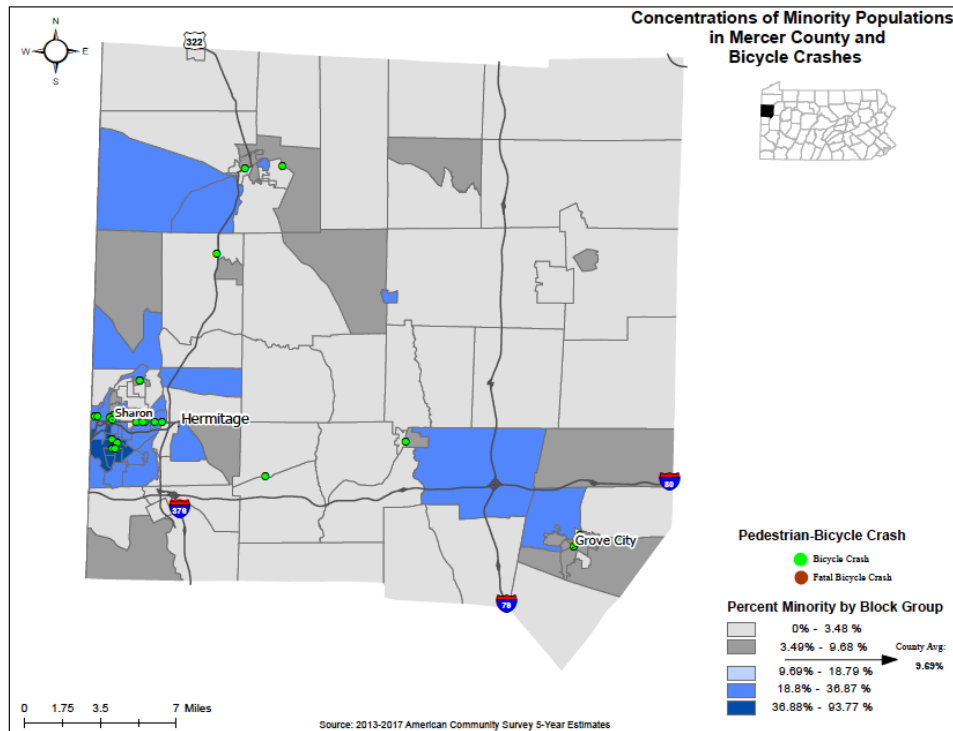 Concentrations of Minority Populations
in Mercer County and
Bicycle Crashes
N
W E
S
322
Sharon
Hermitage
80
376
Grove City
79
Pedestrian-Bicycle Crash
Bicycle Crash
Fatal Bicycle Crash
Percent Minority by Block Group
0% - 3.48 %
3.49% - 9.68 %
County Avg:
9.69%
9.69% - 18.79 %
18.8% - 36.87 %
36.88% - 93.77 %
0 1.75 3.5 7 Miles
Source: 2013-2017 American Community Survey 5-Year Estimates